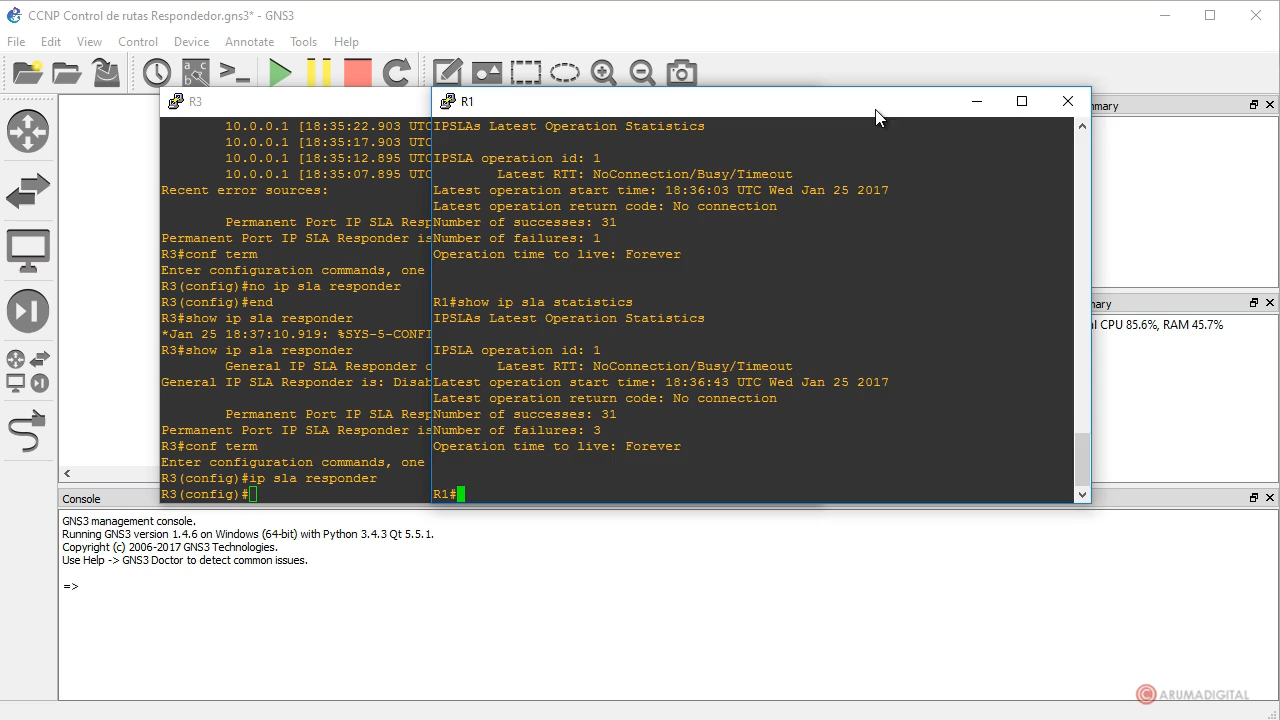 CCNP Control de rutas Respondedor.gns3* - GNS3
File Edit View Control Device Annotate Tools Help
R3
10.0.0.1 [18:35:22.903 UTC
10.0.0.1 [18:35:17.903 UTC
10.0.0.1 [18:35:12.895 UTC
10.0.0.1 [18:35:07.895 UTC
Recent error sources:
Permanent Port IP SLA Resp
Permanent Port IP SLA Responder is
R3#conf term
Enter configuration commands, one
R3(config)#no ip sla responder
R3(config)#end
R3#show ip sla responder
*Jan 25 18:37:10.919: %SYS-5-CONFI
R3#show ip sla responder
General IP SLA Responder
General IP SLA Responder is: Disab
Permanent Port IP SLA Resp
Permanent Port IP SLA Responder is
R3#conf term
Enter configuration commands, one
R3(config)#ip sla responder
R3(config)#
R1
IPSLAs Latest Operation Statistics
IPSLA operation id: 1
Latest RTT: NoConnection/Busy/Timeout
Latest operation start time: 18:36:03 UTC Wed Jan 25 2017
Latest operation return code: No connection
Number of successes: 31
Number of failures: 1
Operation time to live: Forever
R1#show ip sla statistics
IPSLAs Latest Operation Statistics
IPSLA operation id: 1
Latest RTT: NoConnection/Busy/Timeout
Latest operation start time: 18:36:43 UTC Wed Jan 25 2017
Latest operation return code: No connection
Number of successes: 31
Number of failures: 3
Operation time to live: Forever
R1#
mmary
mary
l CPU 85.6%, RAM 45.7%
Console
GNS3 management console.
Running GNS3 version 1.4.6 on Windows (64-bit) with Python 3.4.3 Qt 5.5.1.
Copyright (c) 2006-2017 GNS3 Technologies.
Use Help -> GNS3 Doctor to detect common issues.
=>
© ARUMADIGITAL